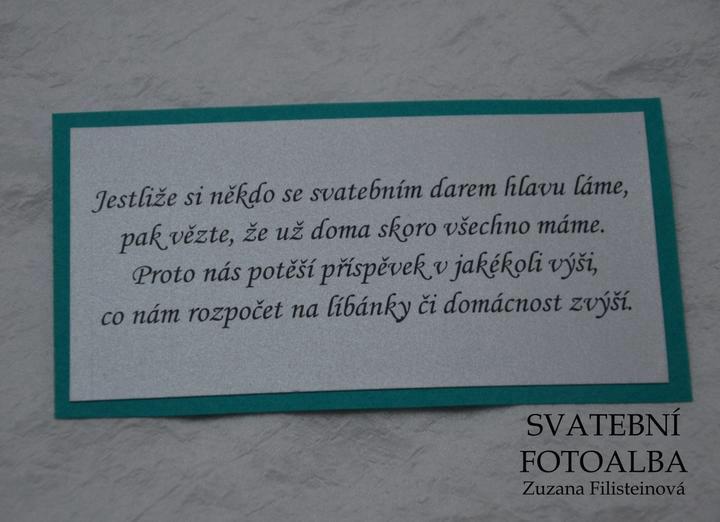 Jestliže si někdo se svatebním darem hlavu láme,
pak vězte, že už doma skoro všechno máme.
Proto nás potěší příspěvek v jakékoli výši,
co nám rozpočet na líbánky či domácnost zvýší.
SVATEBNÍ
FOTOALBA
Zuzana Filisteinová